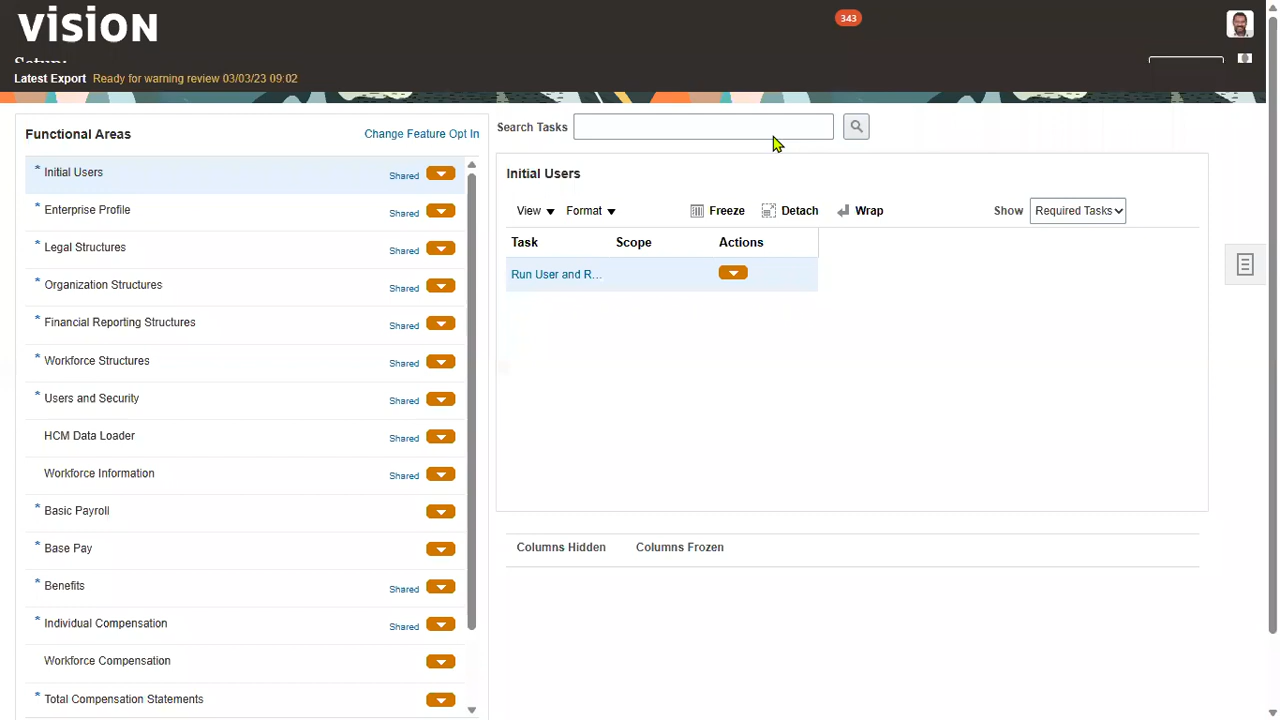 vision
343
Setup:
Latest Export Ready for warning review 03/03/23 09:02
Functional Areas Change Feature Opt In
* Initial Users Shared
* Enterprise Profile Shared
* Legal Structures Shared
* Organization Structures Shared
* Financial Reporting Structures Shared
* Workforce Structures Shared
* Users and Security Shared
HCM Data Loader Shared
Workforce Information Shared
* Basic Payroll
* Base Pay
* Benefits Shared
* Individual Compensation Shared
Workforce Compensation
* Total Compensation Statements
Search Tasks
Initial Users
View Format Freeze Detach Wrap Show Required Tasks
Task Scope Actions
Run User and R...
Columns Hidden Columns Frozen